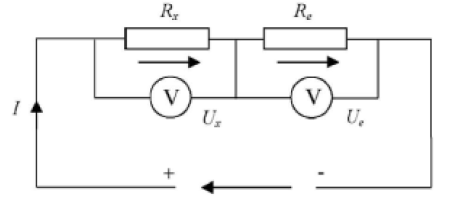 Rx Re
I V Ux V Ue
+ -